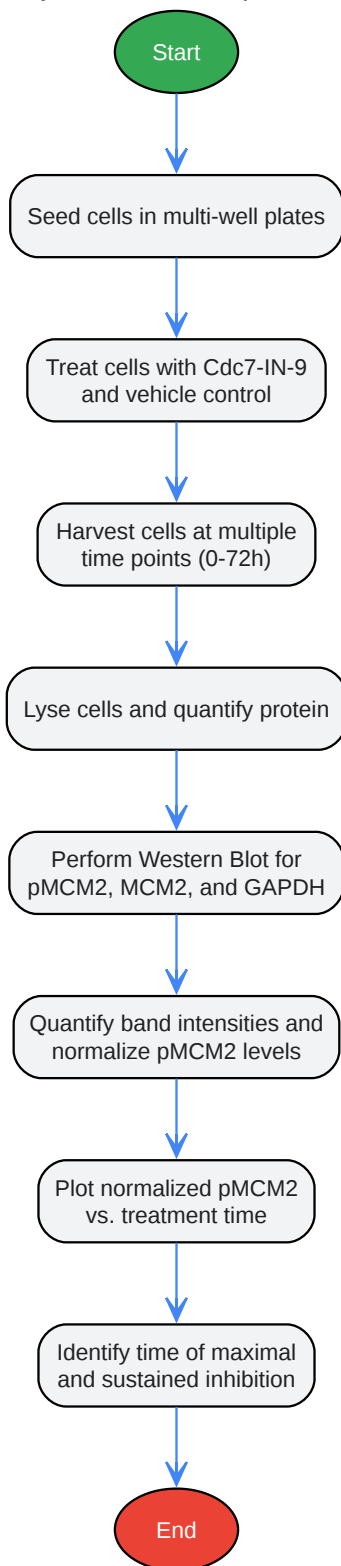 Start
Seed cells in multi-well plates
Treat cells with Cdc7-IN-9
and vehicle control
Harvest cells at multiple
time points (0-72h)
Lyse cells and quantify protein
Perform Western Blot for
pMCM2, MCM2, and GAPDH
Quantify band intensities and
normalize pMCM2 levels
Plot normalized pMCM2
vs. treatment time
Identify time of maximal
and sustained inhibition
End